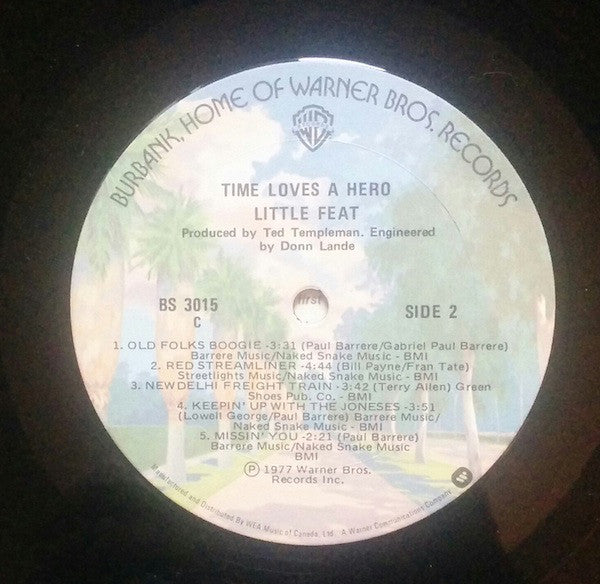 BURBANK, HOME OF WARNER BROS. RECORDS
TIME LOVES A HERO
LITTLE FEAT
Produced by Ted Templeman. Engineered
by Donn Lande
BS 3015
C
first
SIDE 2
1. OLD FOLKS BOOGIE -3:31 (Paul Barrere/Gabriel Paul Barrere)
Barrere Music/Naked Snake Music - BMI
2. RED STREAMLINER -4:44 (Bill Payne/Fran Tate)
Streetlights Music/Naked Snake Music - BMI
3. NEW DELHI FREIGHT TRAIN - 3:42 (Terry Allen) Green
Shoes Pub. Co. - BMI
4. KEEPIN' UP WITH THE JONESES -3:51
(Lowell George/Paul Barrere) Barrere Music/
Naked Snake Music - BMI
5. MISSIN' YOU -2:21 (Paul Barrere)
Barrere Music/Naked Snake Music
BMI
Ⓟ 1977 Warner Bros.
Records Inc.
Manufactured and Distributed By WEA Music of Canada, Ltd. A Warner Communications Company